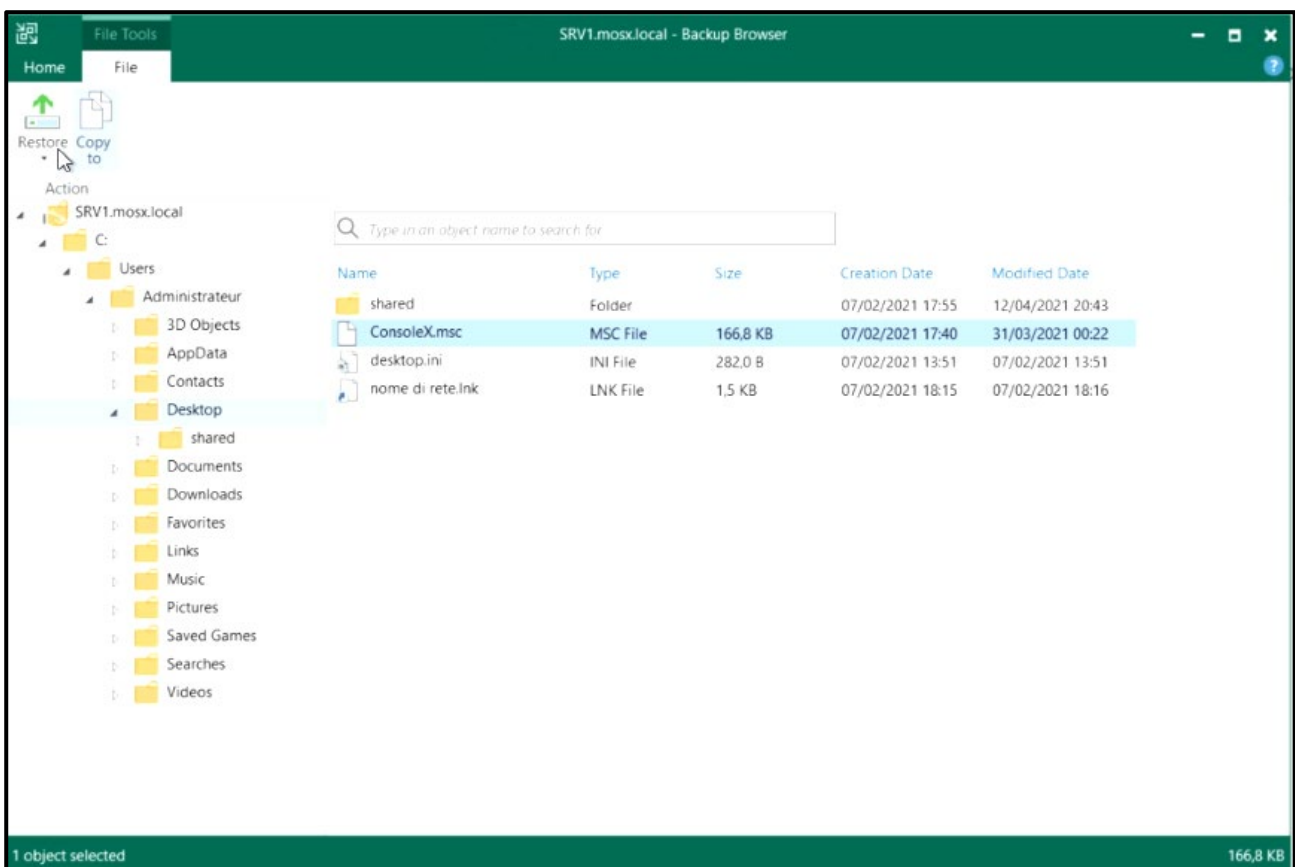 File Tools
SRV1.mosx.local - Backup Browser
Home File
Restore Copy to
Action
SRV1.mosx.local
C:
Users
Administrateur
3D Objects
AppData
Contacts
Desktop
shared
Documents
Downloads
Favorites
Links
Music
Pictures
Saved Games
Searches
Videos
Type in an object name to search for
Name Type Size Creation Date Modified Date
shared Folder 07/02/2021 17:55 12/04/2021 20:43
ConsoleX.msc MSC File 166,8 KB 07/02/2021 17:40 31/03/2021 00:22
desktop.ini INI File 282,0 B 07/02/2021 13:51 07/02/2021 13:51
nome di rete.lnk LNK File 1,5 KB 07/02/2021 18:15 07/02/2021 18:16
1 object selected 166,8 KB